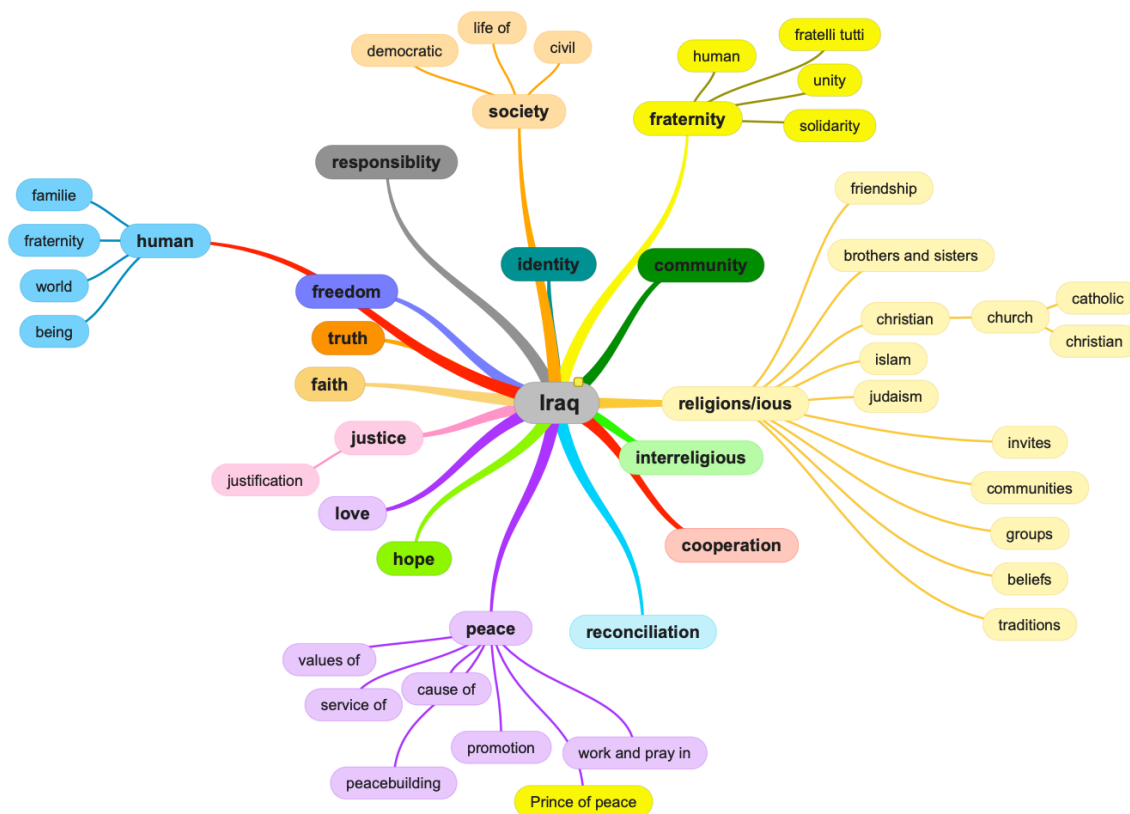 life of
democratic
civil
society
fratelli tutti
human
unity
fraternity
solidarity
responsiblity
familie
fraternity
human
world
being
friendship
brothers and sisters
identity
community
freedom
truth
faith
christian
church
catholic
christian
islam
judaism
Iraq
religions/ious
justice
justification
interreligious
invites
communities
love
hope
cooperation
groups
beliefs
traditions
peace
reconciliation
values of
service of
cause of
promotion
work and pray in
peacebuilding
Prince of peace